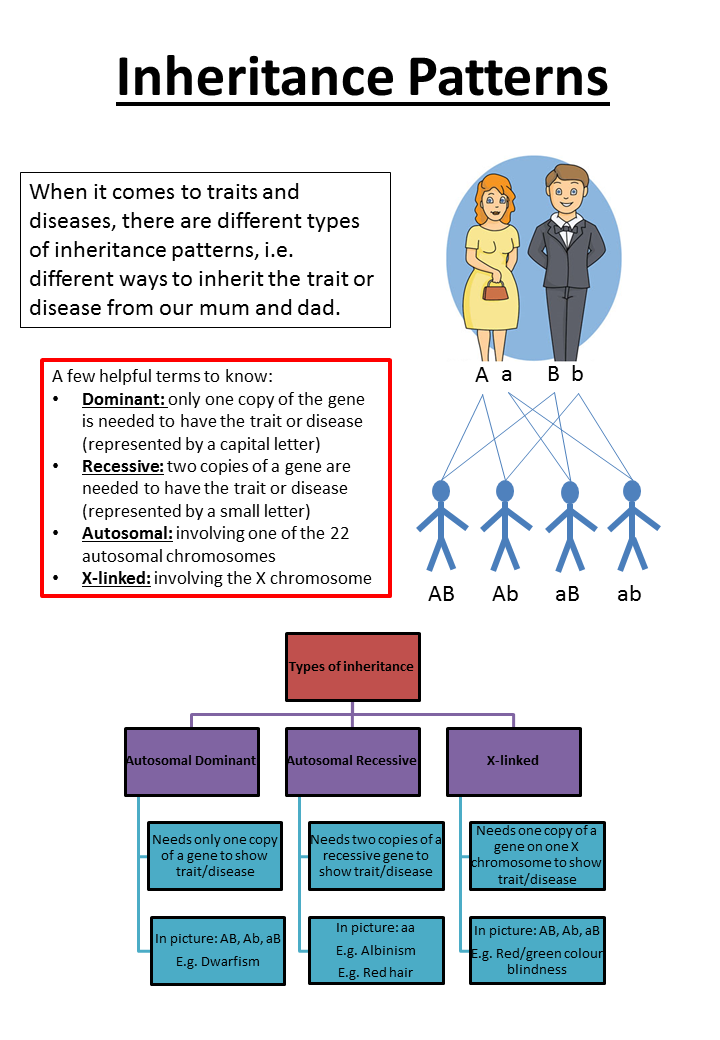 Inheritance Patterns
When it comes to traits and
diseases, there are different types
of inheritance patterns, i.e.
different ways to inherit the trait or
disease from our mum and dad.
A few helpful terms to know:
• Dominant: only one copy of the gene
is needed to have the trait or disease
(represented by a capital letter)
• Recessive: two copies of a gene are
needed to have the trait or disease
(represented by a small letter)
• Autosomal: involving one of the 22
autosomal chromosomes
• X-linked: involving the X chromosome
A a B b
AB Ab aB ab
Types of inheritance
Autosomal Dominant
Needs only one copy
of a gene to show
trait/disease
In picture: AB, Ab, aB
E.g. Dwarfism
Autosomal Recessive
Needs two copies of a
recessive gene to
show trait/disease
In picture: aa
E.g. Albinism
E.g. Red hair
X-linked
Needs one copy of a
gene on one X
chromosome to show
trait/disease
In picture: AB, Ab, aB
E.g. Red/green colour
blindness